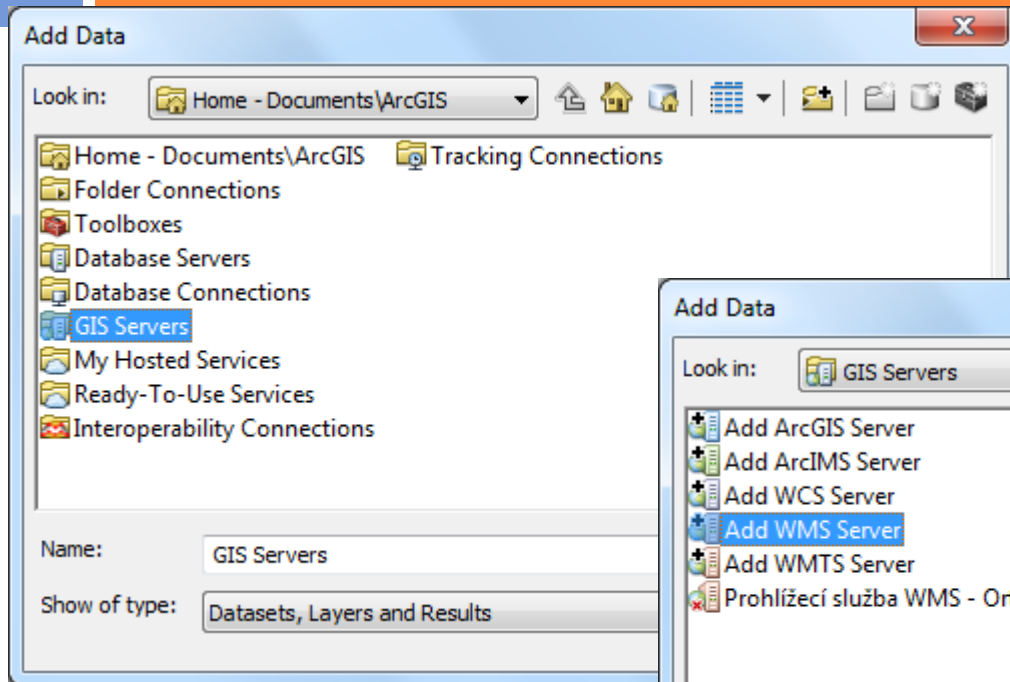 Add Data
Look in: Home - Documents\ArcGIS
Home - Documents\ArcGIS Tracking Connections
Folder Connections
Toolboxes
Database Servers
Database Connections
GIS Servers
My Hosted Services
Ready-To-Use Services
Interoperability Connections
Name: GIS Servers
Show of type: Datasets, Layers and Results
Add Data
Look in: GIS Servers
Add ArcGIS Server
Add ArcIMS Server
Add WCS Server
Add WMS Server
Add WMTS Server
Prohlížecí služba WMS -